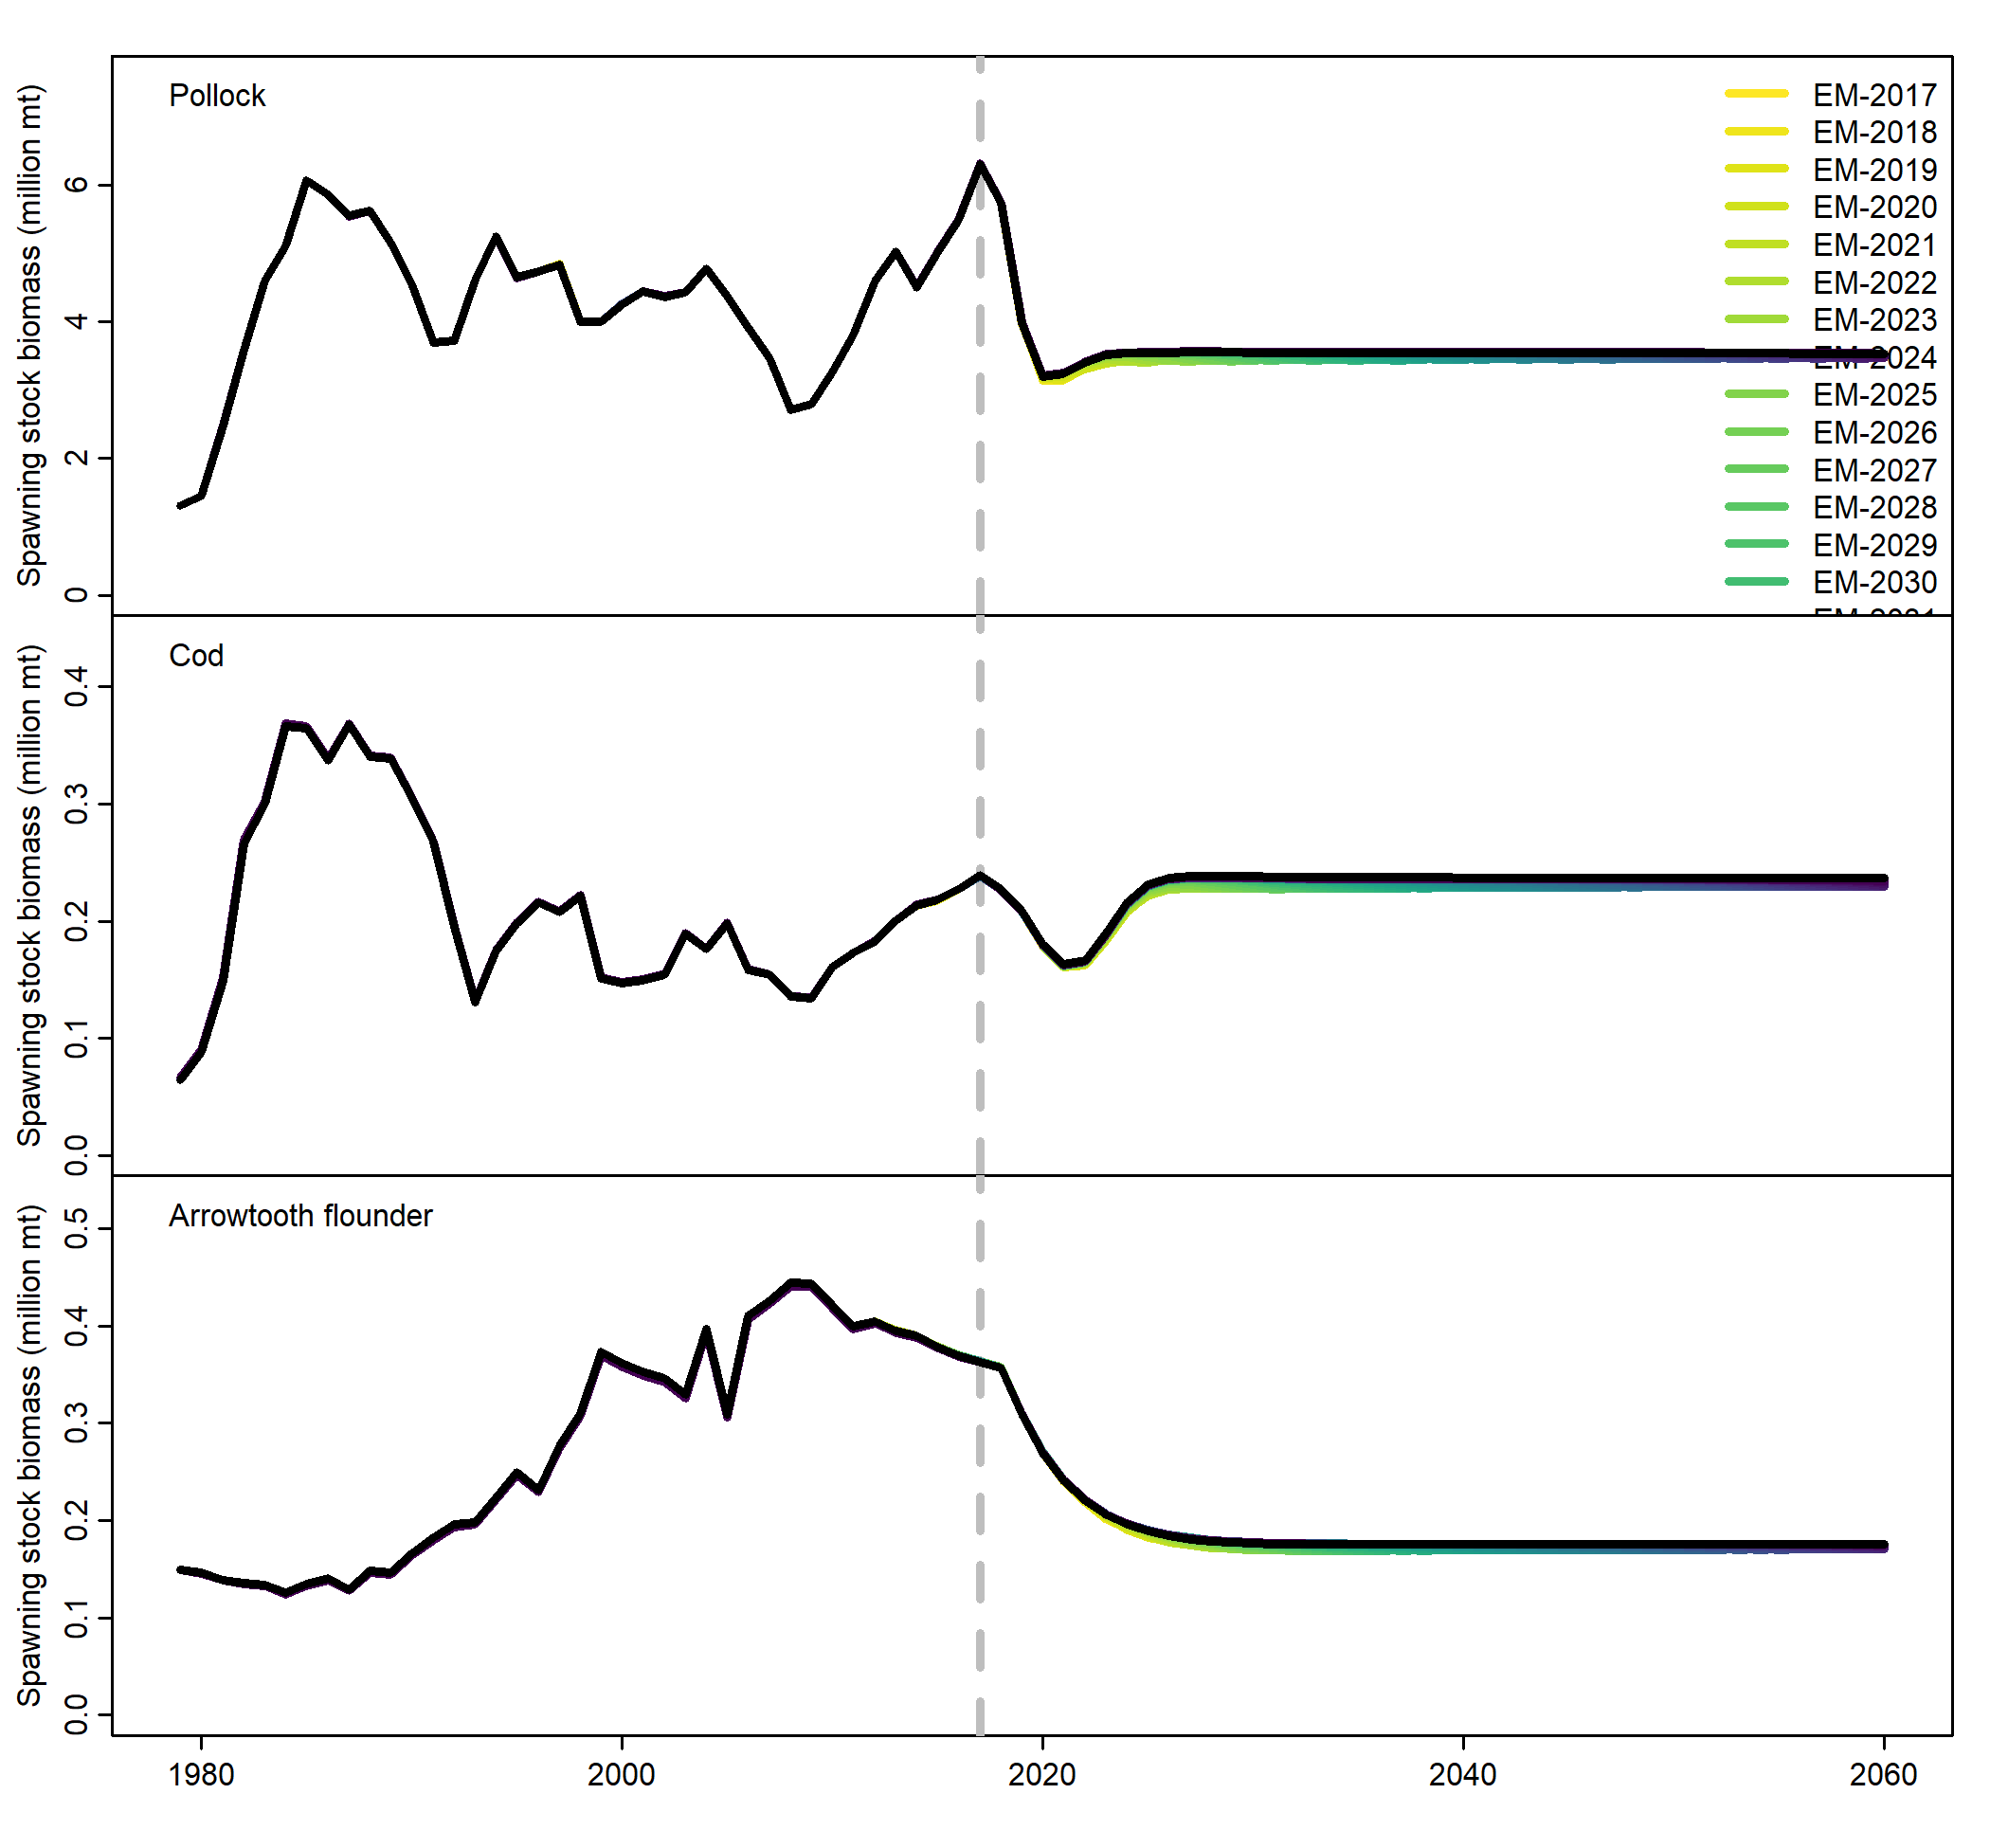 Pollock
EM-2017
EM-2018
EM-2019
EM-2020
EM-2021
EM-2022
EM-2023
EM-2024
EM-2025
EM-2026
EM-2027
EM-2028
EM-2029
EM-2030
Spawning stock biomass (million mt)
6
4
2
0
Cod
Spawning stock biomass (million mt)
0.4
0.3
0.2
0.1
0.0
Arrowtooth flounder
Spawning stock biomass (million mt)
0.5
0.4
0.3
0.2
0.1
0.0
1980 2000 2020 2040 2060